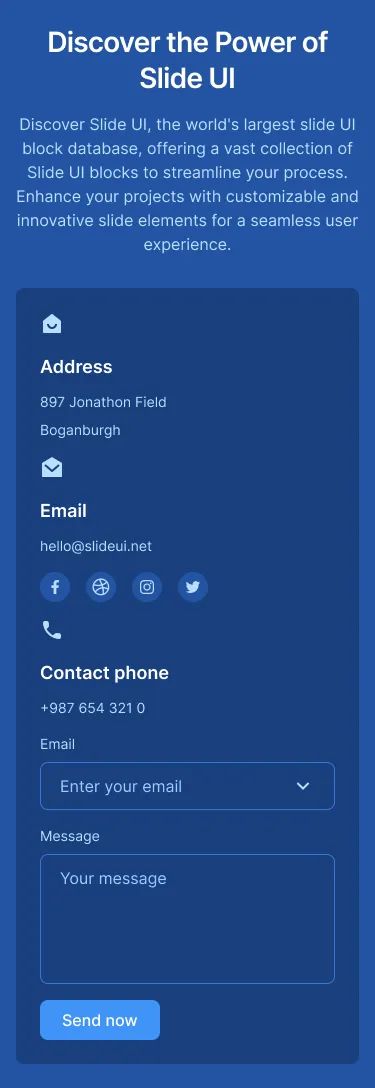 Discover the Power of
Slide UI
Discover Slide UI, the world's largest slide UI
block database, offering a vast collection of
Slide UI blocks to streamline your process.
Enhance your projects with customizable and
innovative slide elements for a seamless user
experience.
Address
897 Jonathon Field
Boganburgh
Email
hello@slideui.net
Contact phone
+987 654 321 0
Email
Enter your email
Message
Your message
Send now